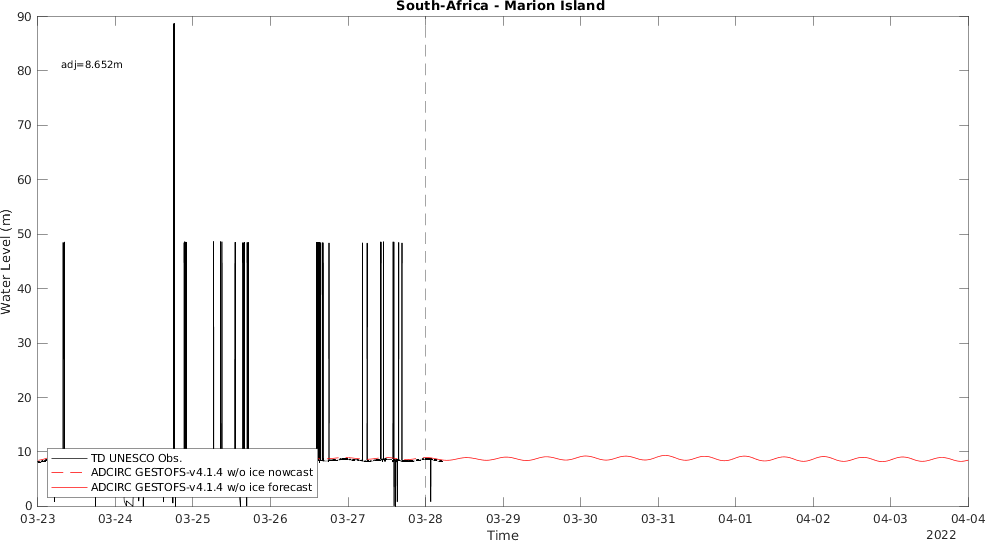 South-Africa - Marion Island
90
adj=8.652m
80
70
60
50
40
30
20
10
0
Water Level (m)
TD UNESCO Obs.
ADCIRC GESTOFS-v4.1.4 w/o ice nowcast
ADCIRC GESTOFS-v4.1.4 w/o ice forecast
03-23 03-24 03-25 03-26 03-27 03-28 03-29 03-30 03-31 04-01 04-02 04-03 04-04
Time
2022